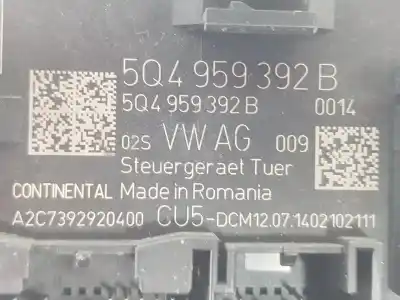 5Q4 959 392 B
5Q4 959 392 B 0014
02S VW AG 009
Steuergeraet Tuer
CONTINENTAL Made in Romania
A2C7392920400 CU5-DCM12.07.1402102111